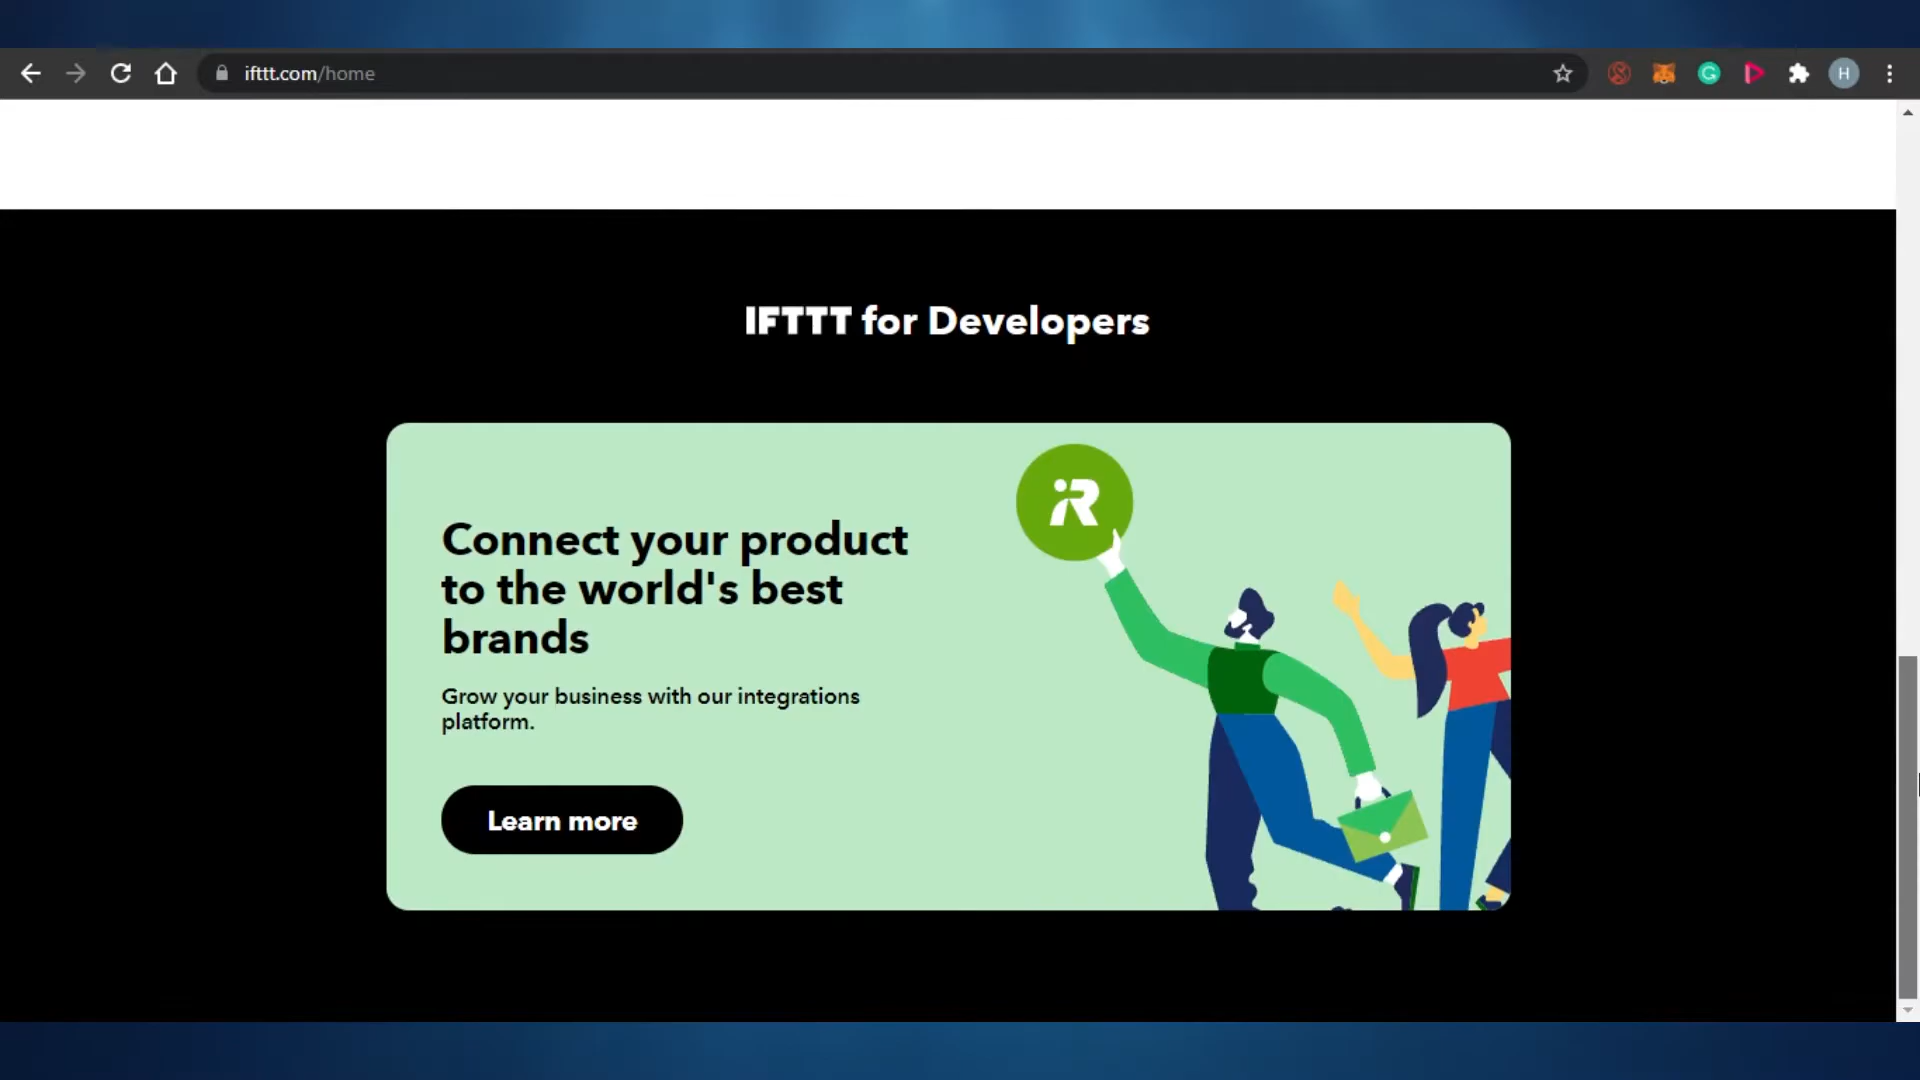 ifttt.com/home
H
IFTTT for Developers
iR
Connect your product
to the world's best
brands
Grow your business with our integrations
platform.
Learn more